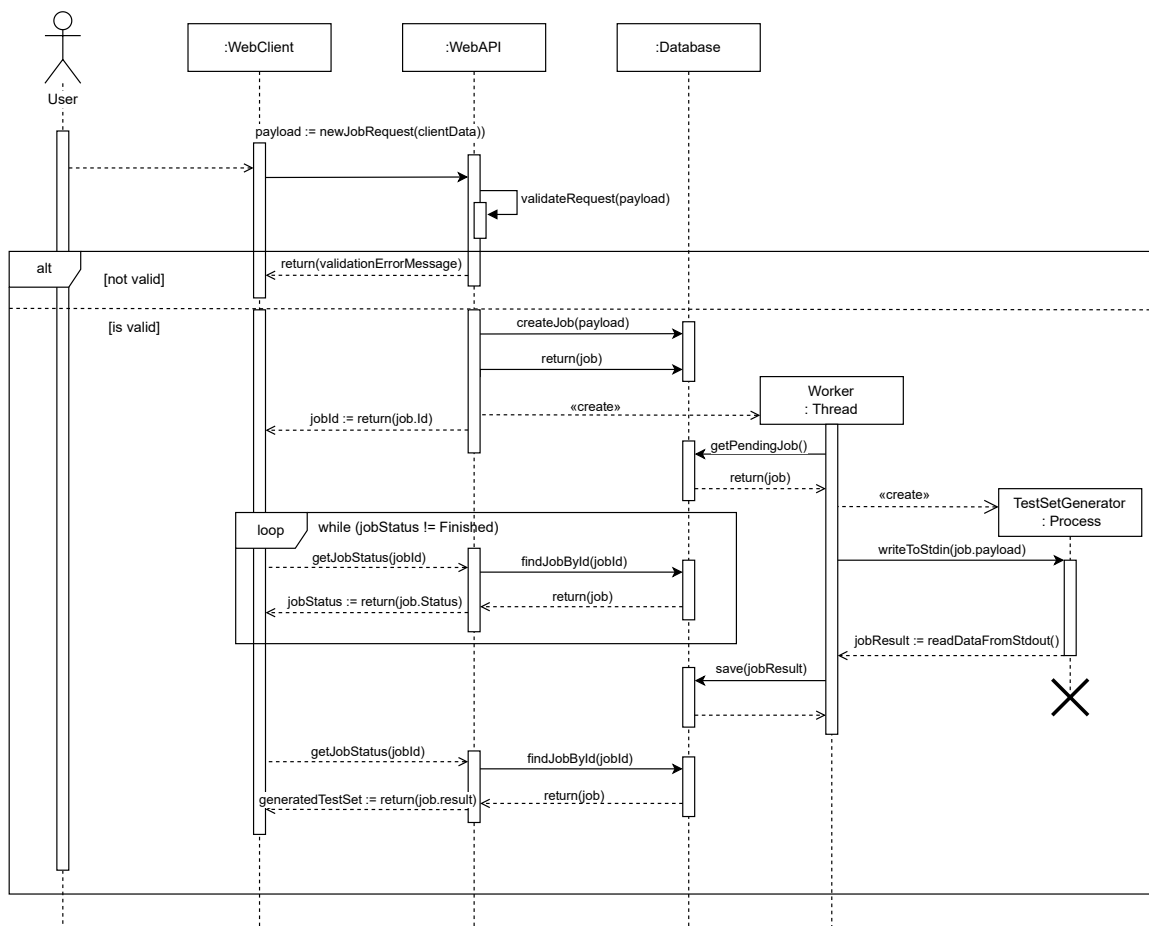 :WebClient
:WebAPI
:Database
User
payload := newJobRequest(clientData))
validateRequest(payload)
alt
return(validationErrorMessage)
[not valid]
[is valid]
createJob(payload)
return(job)
Worker
: Thread
«create»
jobId := return(job.Id)
getPendingJob()
return(job)
«create»
TestSetGenerator
: Process
loop
while (jobStatus != Finished)
getJobStatus(jobId)
findJobById(jobId)
writeToStdin(job.payload)
jobStatus := return(job.Status)
return(job)
jobResult := readDataFromStdout()
save(jobResult)
getJobStatus(jobId)
findJobById(jobId)
generatedTestSet := return(job.result)
return(job)